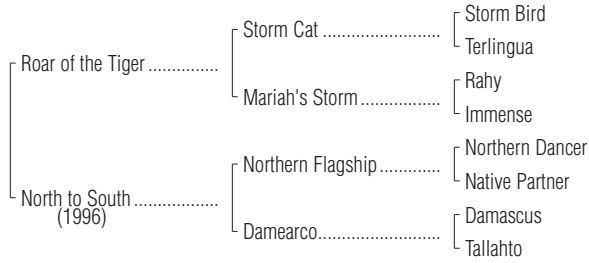 Storm Bird
Storm Cat ..........................
Terlingua
Roar of the Tiger ...............
Rahy
Mariah's Storm .................
Immense
Northern Dancer
Northern Flagship .............
Native Partner
North to South ..................
(1996)
Damascus
Damearco..........................
Tallahto